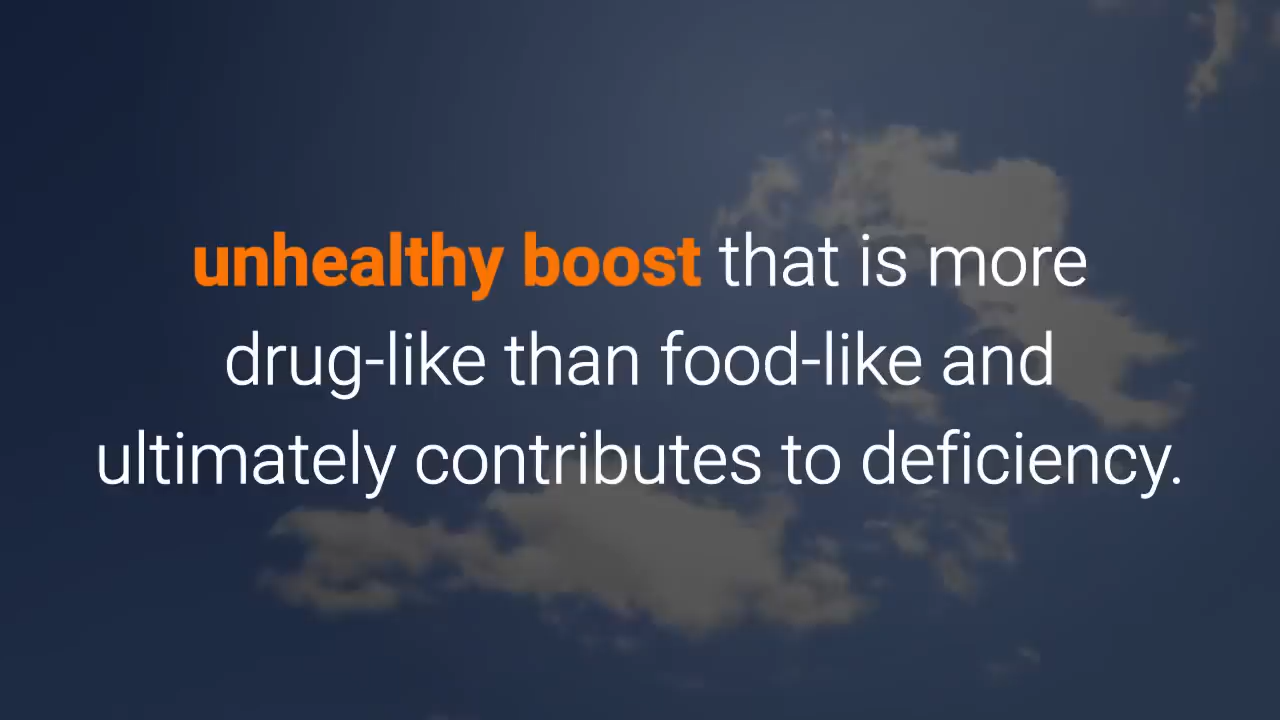 unhealthy boost that is more
drug-like than food-like and
ultimately contributes to deficiency.